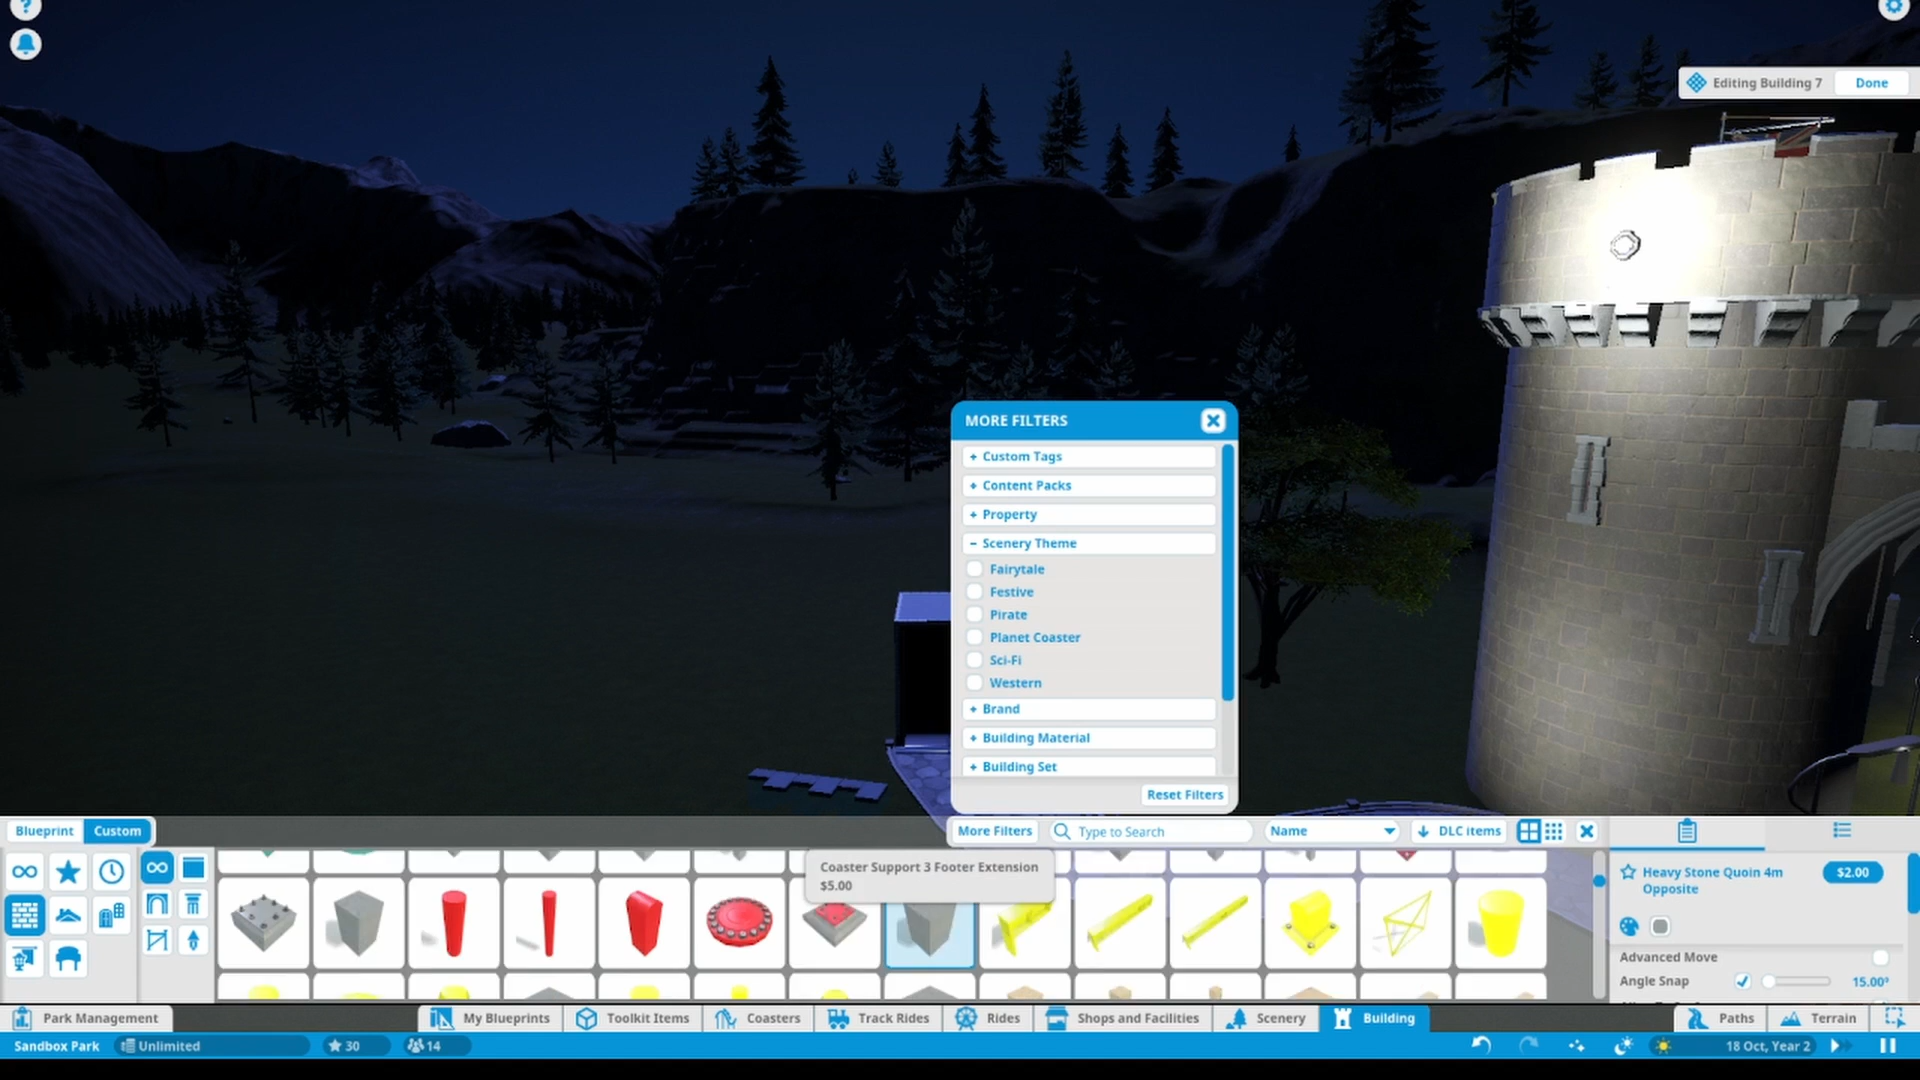 ?
Editing Building 7
Done
MORE FILTERS
+ Custom Tags
+ Content Packs
+ Property
− Scenery Theme
Fairytale
Festive
Pirate
Planet Coaster
Sci-Fi
Western
+ Brand
+ Building Material
+ Building Set
Reset Filters
Blueprint
Custom
More Filters
Type to Search
Name
DLC items
Coaster Support 3 Footer Extension
$5.00
Heavy Stone Quoin 4m
Opposite
$2.00
Advanced Move
Angle Snap
15.00°
Park Management
My Blueprints
Toolkit Items
Coasters
Track Rides
Rides
Shops and Facilities
Scenery
Building
Paths
Terrain
Sandbox Park
Unlimited
30
14
18 Oct, Year 2